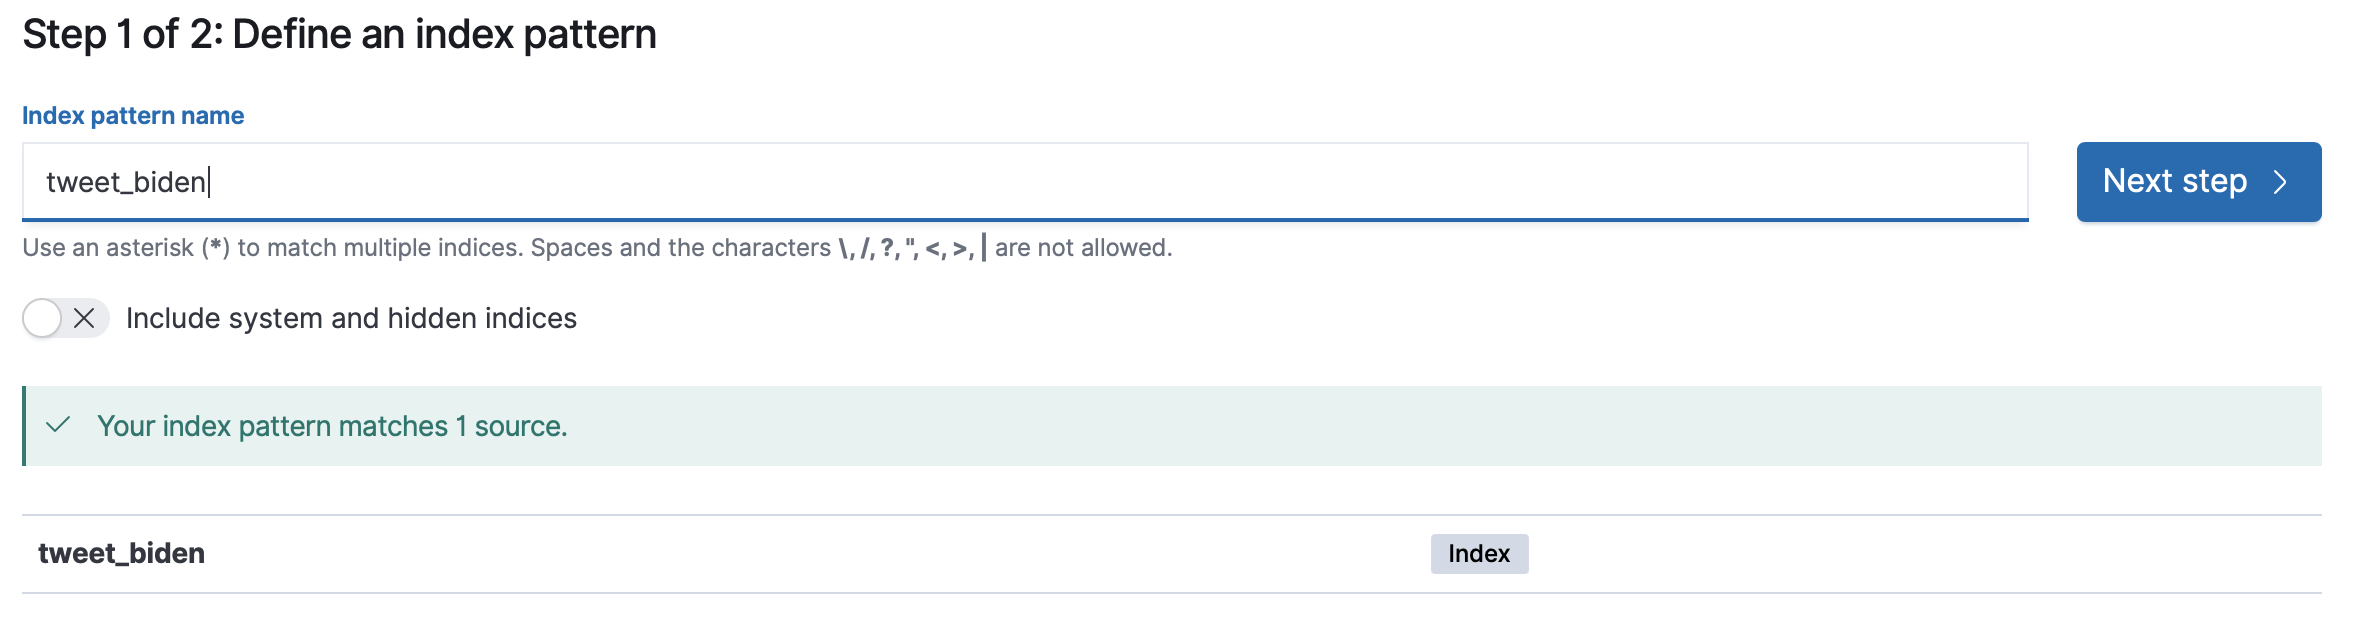 Step 1 of 2: Define an index pattern
Index pattern name
tweet_biden
Next step
Use an asterisk (*) to match multiple indices. Spaces and the characters \, /, ?, ", <, >, | are not allowed.
Include system and hidden indices
Your index pattern matches 1 source.
tweet_biden Index